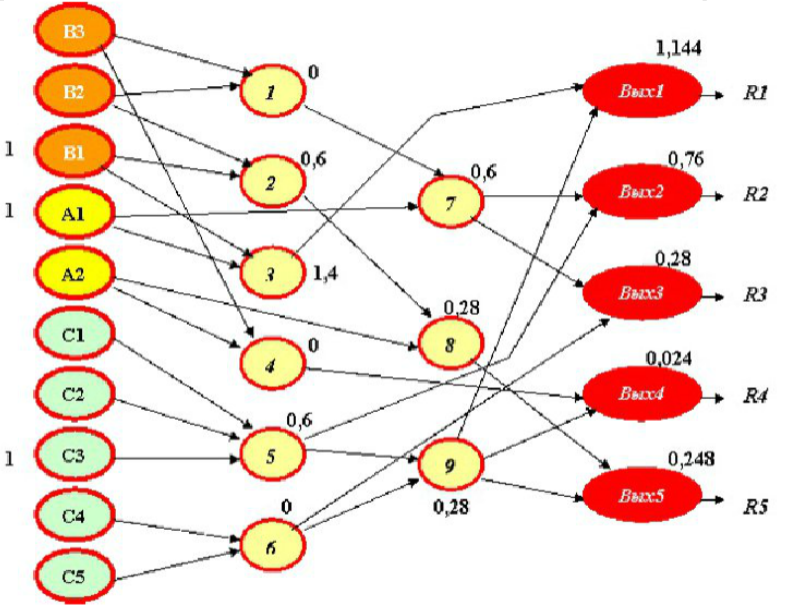 B3
B2
1 B1
1 A1
A2
C1
C2
1 C3
C4
C5
1 0
2 0,6
3 1,4
4 0
5 0,6
6 0
7 0,6
8 0,28
9 0,28
Вых1 1,144 R1
Вых2 0,76 R2
Вых3 0,28 R3
Вых4 0,024 R4
Вых5 0,248 R5